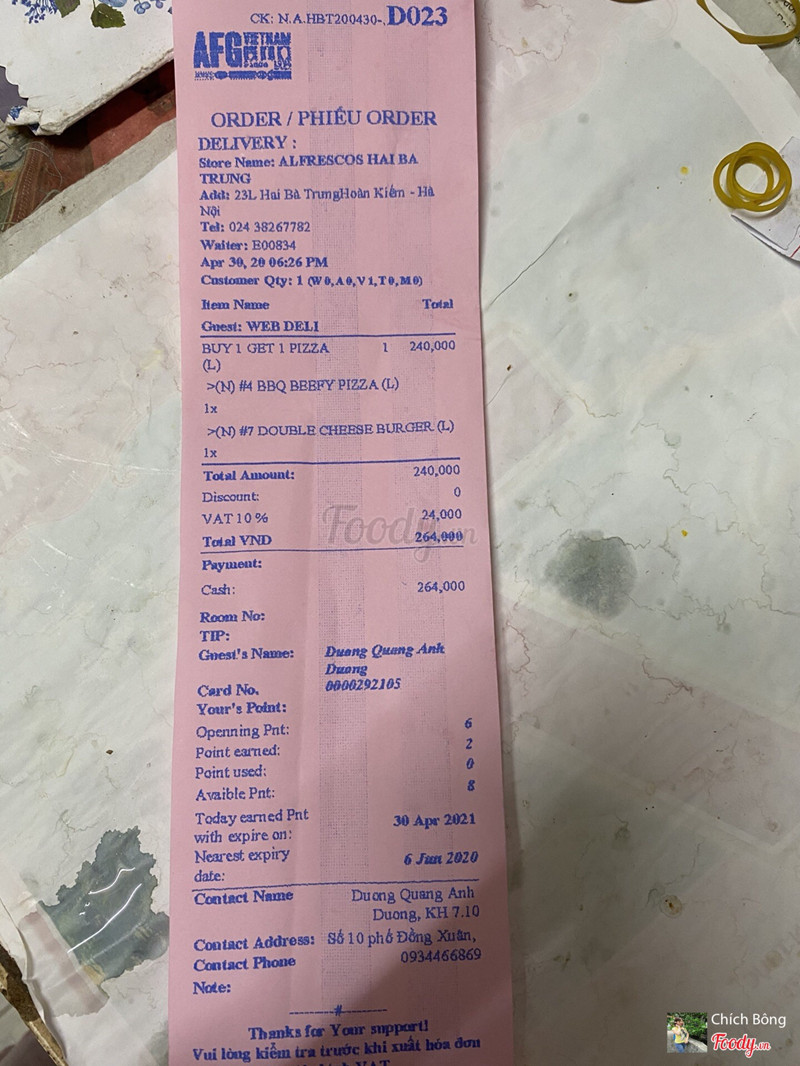 CK: N.A.HBT200430-. D023
AFG VIETNAM
ORDER / PHIẾU ORDER
DELIVERY :
Store Name: ALFRESCOS HAI BA
TRUNG
Add: 23L Hai Bà TrưngHoàn Kiếm - Hà
Nội
Tel: 024 38267782
Waiter: E00834
Apr 30, 20 06:26 PM
Customer Qty: 1 (W0,A0,V1,T0,M0)
Item Name Total
Guest: WEB DELI
BUY 1 GET 1 PIZZA 1 240,000
(L)
>(N) #4 BBQ BEEFY PIZZA (L)
1x
>(N) #7 DOUBLE CHEESE BURGER (L)
1x
Total Amount: 240,000
Discount: 0
VAT 10 % 24,000
Total VND 264,000
Foody.vn
Payment:
Cash: 264,000
Room No:
TIP:
Guest's Name: Duong Quang Anh
Duong
Card No. 0000292105
Your's Point:
Openning Pnt: 6
Point earned: 2
Point used: 0
Avaible Pnt: 8
Today earned Pnt
with expire on: 30 Apr 2021
Nearest expiry
date: 6 Jun 2020
Contact Name Duong Quang Anh
Duong, KH 7.10
Contact Address: Số 10 phố Đồng Xuân,
Contact Phone 0934466869
Note:
--------#--------
Thanks for Your support!
Vui lòng kiểm tra trước khi xuất hóa đơn
VAT
Chích Bông
Foody.vn